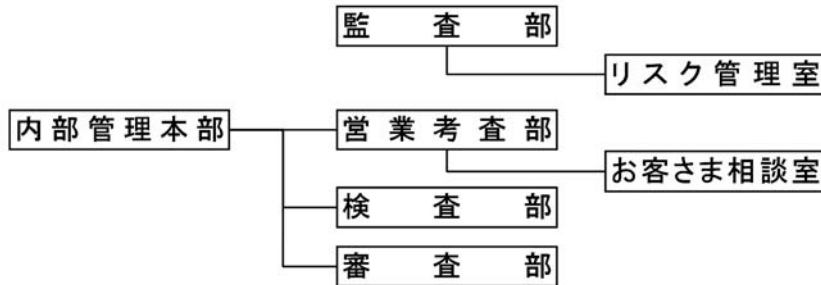 監査部
リスク管理室
内部管理本部
営業考査部
お客さま相談室
検査部
審査部